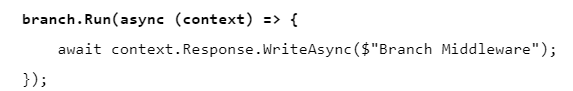 branch.Run(async (context) => {
    await context.Response.WriteAsync($"Branch Middleware");
});